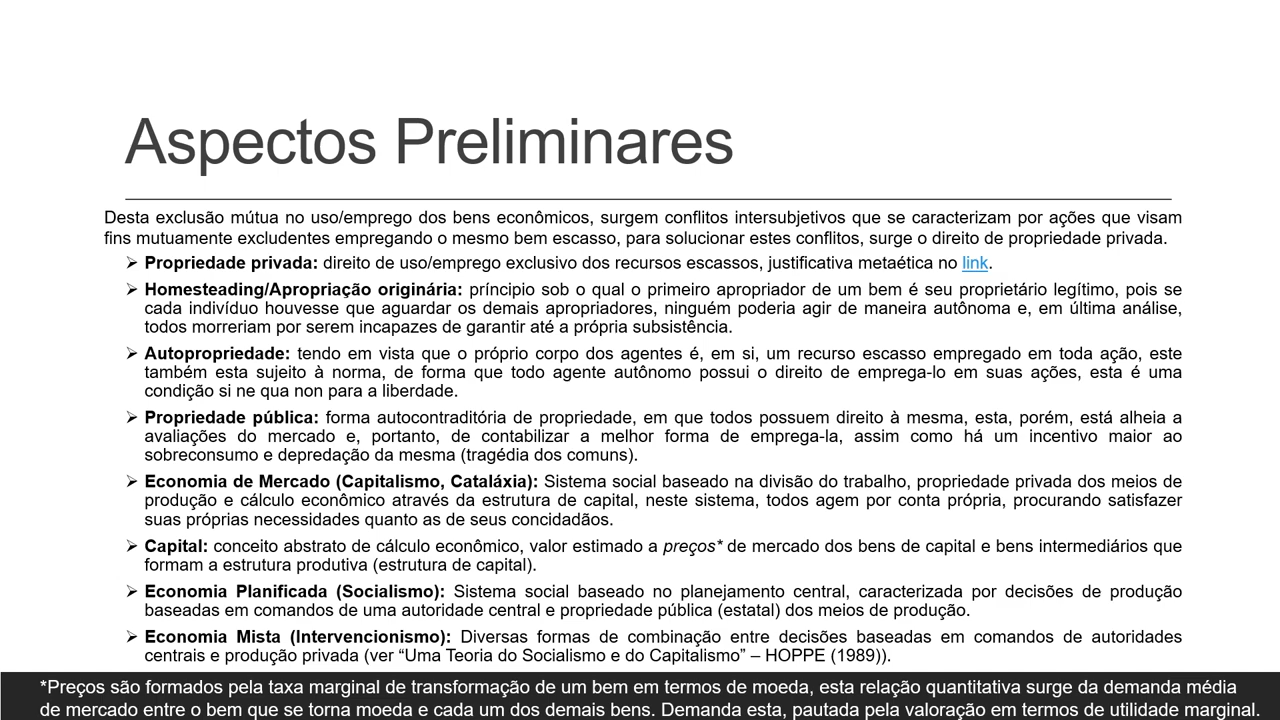 Aspectos Preliminares
Desta exclusão mútua no uso/emprego dos bens econômicos, surgem conflitos intersubjetivos que se caracterizam por ações que visam
fins mutuamente excludentes empregando o mesmo bem escasso, para solucionar estes conflitos, surge o direito de propriedade privada.
➢ Propriedade privada: direito de uso/emprego exclusivo dos recursos escassos, justificativa metaética no link.
➢ Homesteading/Apropriação originária: príncipio sob o qual o primeiro apropriador de um bem é seu proprietário legítimo, pois se
cada indivíduo houvesse que aguardar os demais apropriadores, ninguém poderia agir de maneira autônoma e, em última análise,
todos morreriam por serem incapazes de garantir até a própria subsistência.
➢ Autopropriedade: tendo em vista que o próprio corpo dos agentes é, em si, um recurso escasso empregado em toda ação, este
também esta sujeito à norma, de forma que todo agente autônomo possui o direito de emprega-lo em suas ações, esta é uma
condição si ne qua non para a liberdade.
➢ Propriedade pública: forma autocontraditória de propriedade, em que todos possuem direito à mesma, esta, porém, está alheia a
avaliações do mercado e, portanto, de contabilizar a melhor forma de emprega-la, assim como há um incentivo maior ao
sobreconsumo e depredação da mesma (tragédia dos comuns).
➢ Economia de Mercado (Capitalismo, Cataláxia): Sistema social baseado na divisão do trabalho, propriedade privada dos meios de
produção e cálculo econômico através da estrutura de capital, neste sistema, todos agem por conta própria, procurando satisfazer
suas próprias necessidades quanto as de seus concidadãos.
➢ Capital: conceito abstrato de cálculo econômico, valor estimado a preços* de mercado dos bens de capital e bens intermediários que
formam a estrutura produtiva (estrutura de capital).
➢ Economia Planificada (Socialismo): Sistema social baseado no planejamento central, caracterizada por decisões de produção
baseadas em comandos de uma autoridade central e propriedade pública (estatal) dos meios de produção.
➢ Economia Mista (Intervencionismo): Diversas formas de combinação entre decisões baseadas em comandos de autoridades
centrais e produção privada (ver “Uma Teoria do Socialismo e do Capitalismo” – HOPPE (1989)).
*Preços são formados pela taxa marginal de transformação de um bem em termos de moeda, esta relação quantitativa surge da demanda média
de mercado entre o bem que se torna moeda e cada um dos demais bens. Demanda esta, pautada pela valoração em termos de utilidade marginal.